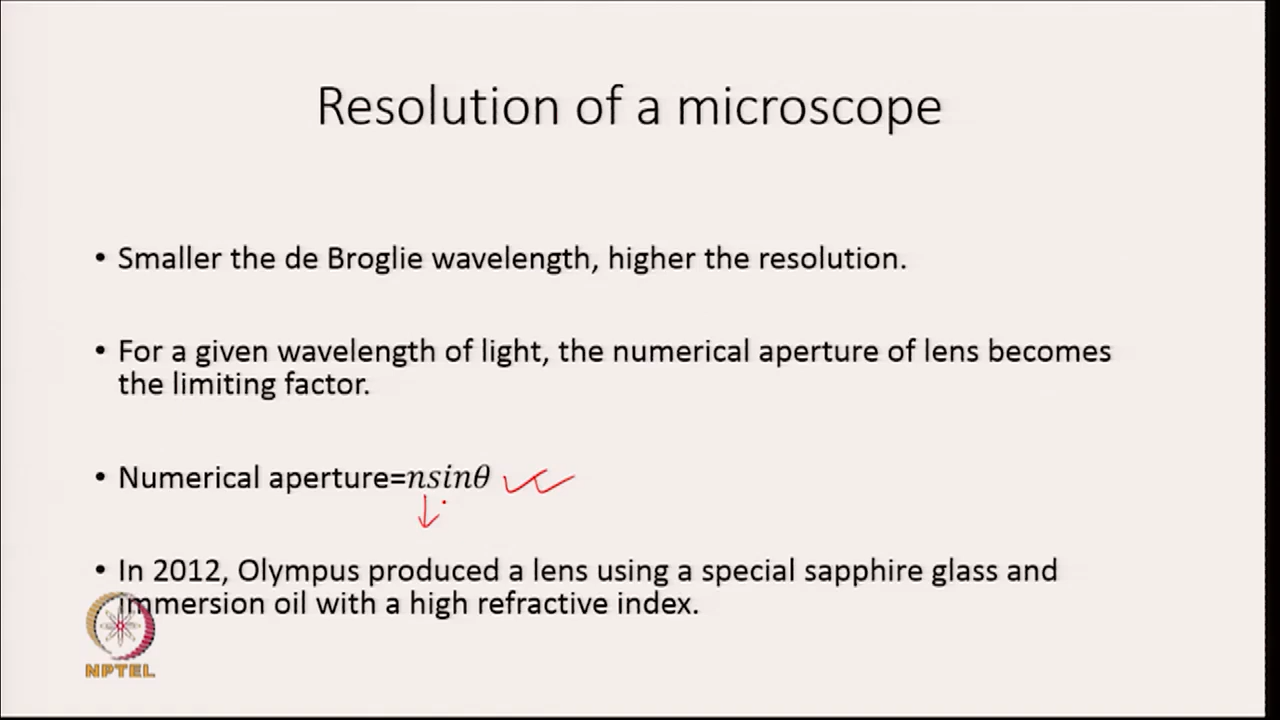 Resolution of a microscope
• Smaller the de Broglie wavelength, higher the resolution.
• For a given wavelength of light, the numerical aperture of lens becomes
the limiting factor.
• Numerical aperture=nsinθ
• In 2012, Olympus produced a lens using a special sapphire glass and
immersion oil with a high refractive index.
NPTEL